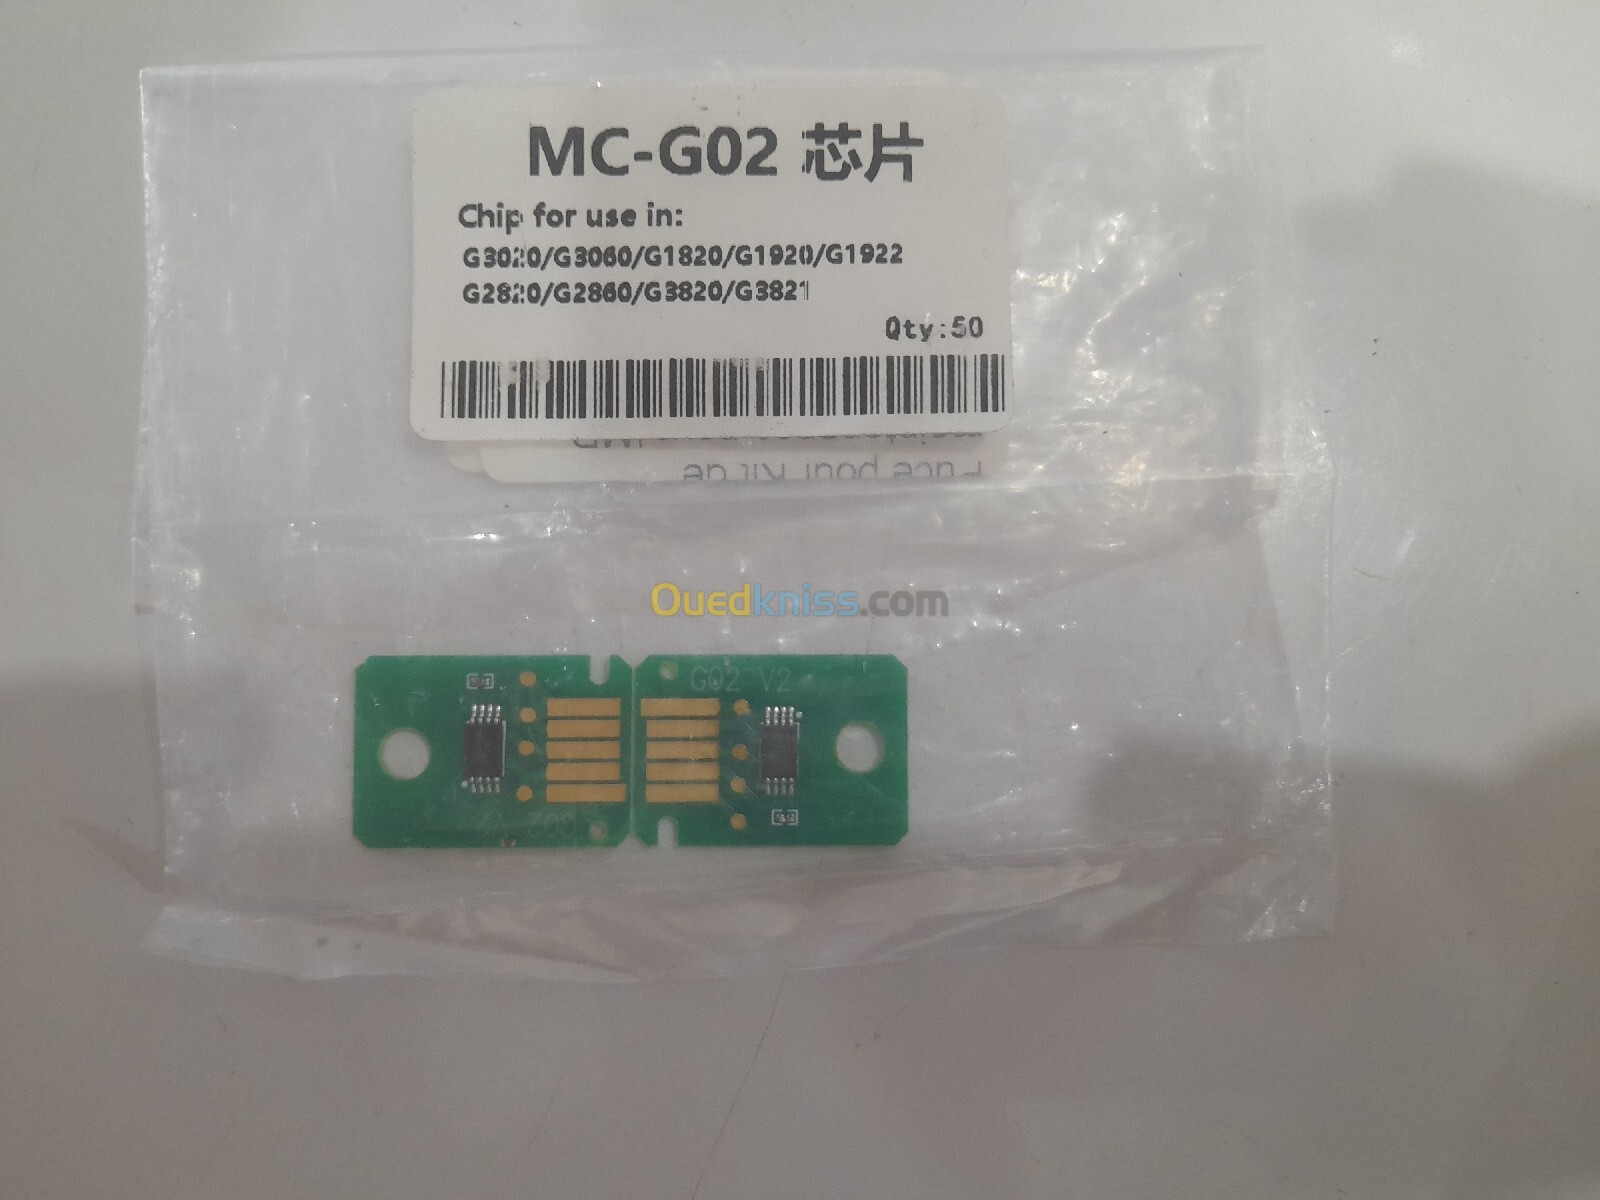 MC-G02 芯片
Chip for use in:
G3020/G3060/G1820/G1920/G1922
G2820/G2860/G3820/G3821
Qty:50
Puce pour Kit de
Ouedkniss.com
G02 V2
G02